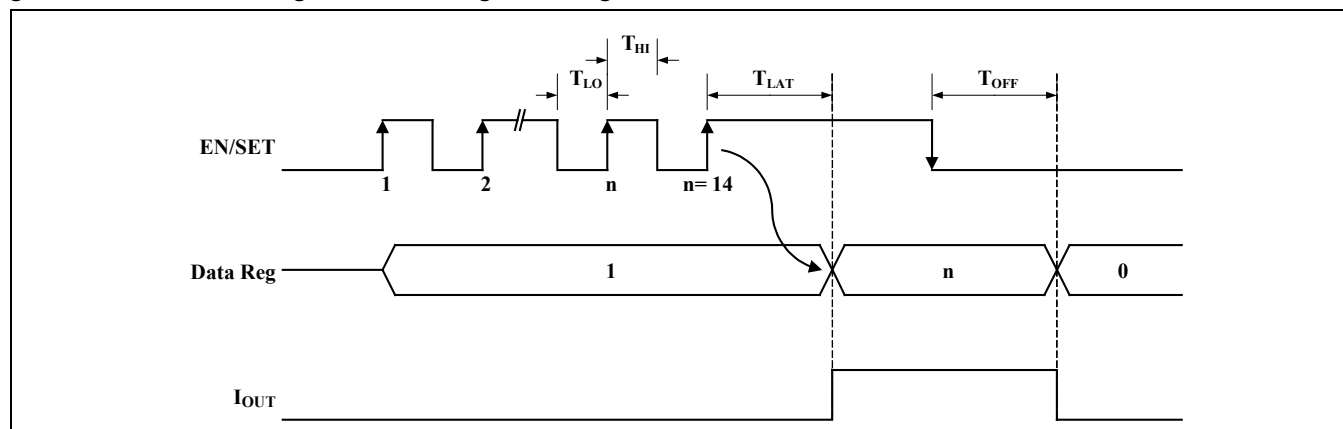 T_HI
T_LO
T_LAT
T_OFF
EN/SET
1
2
n
n= 14
Data Reg
1
n
0
I_OUT